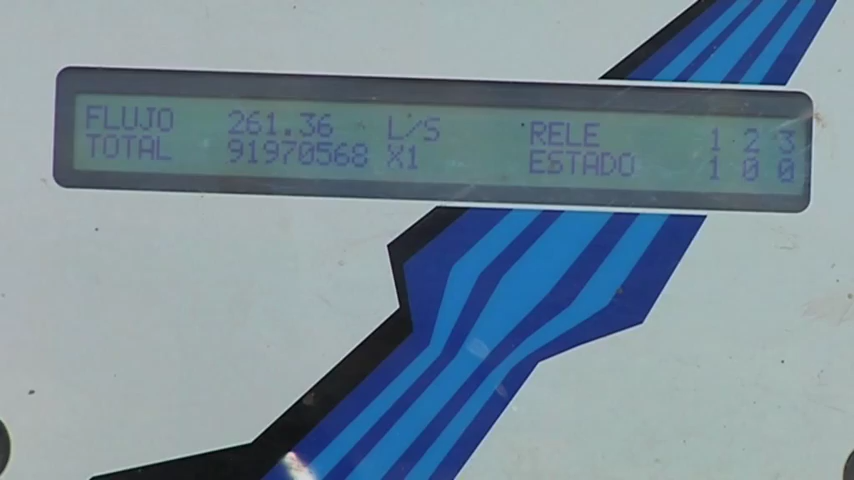 FLUJO 261.36 L/S RELE 1 2 3
TOTAL 91970568 X1 ESTADO 1 0 0